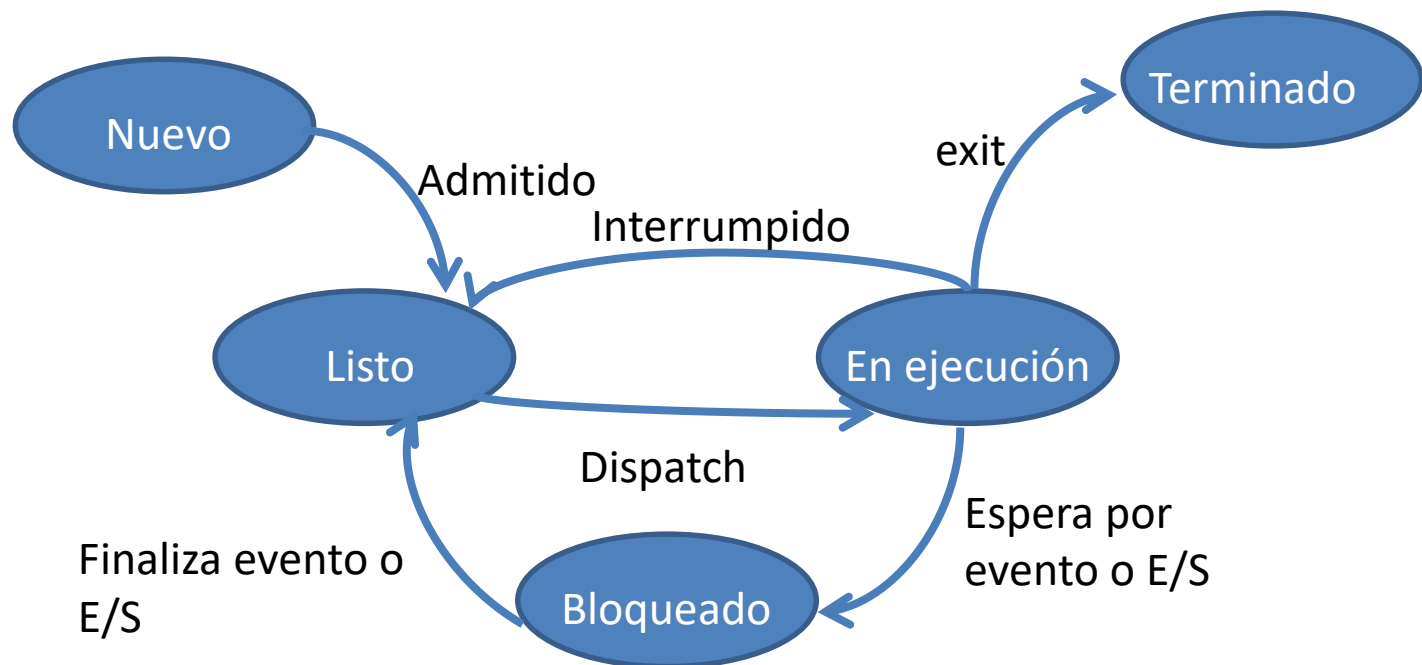 Terminado
Nuevo
exit
Admitido
Interrumpido
Listo
En ejecución
Dispatch
Espera por
evento o E/S
Finaliza evento o
E/S
Bloqueado